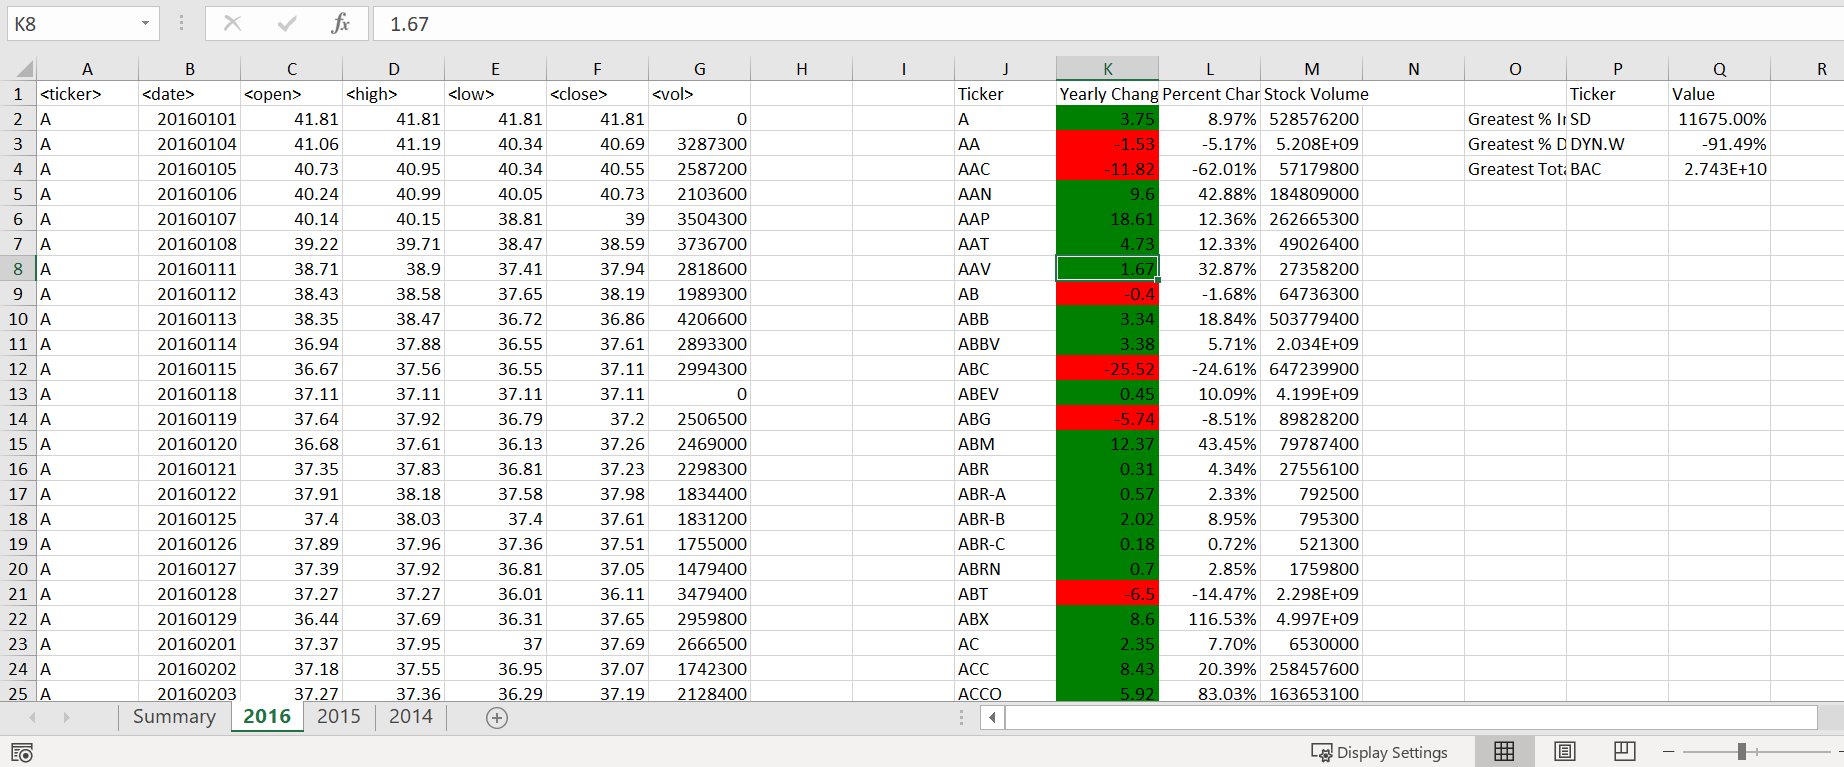 K8 fx 1.67
A B C D E F G H I J K L M N O P Q R
1 <ticker> <date> <open> <high> <low> <close> <vol> Ticker Yearly Chang Percent Char Stock Volume Ticker Value
2 A 20160101 41.81 41.81 41.81 41.81 0 A 3.75 8.97% 528576200 Greatest % Ir SD 11675.00%
3 A 20160104 41.06 41.19 40.34 40.69 3287300 AA -1.53 -5.17% 5.208E+09 Greatest % D DYN.W -91.49%
4 A 20160105 40.73 40.95 40.34 40.55 2587200 AAC -11.82 -62.01% 57179800 Greatest Tota BAC 2.743E+10
5 A 20160106 40.24 40.99 40.05 40.73 2103600 AAN 9.6 42.88% 184809000
6 A 20160107 40.14 40.15 38.81 39 3504300 AAP 18.61 12.36% 262665300
7 A 20160108 39.22 39.71 38.47 38.59 3736700 AAT 4.73 12.33% 49026400
8 A 20160111 38.71 38.9 37.41 37.94 2818600 AAV 1.67 32.87% 27358200
9 A 20160112 38.43 38.58 37.65 38.19 1989300 AB -0.4 -1.68% 64736300
10 A 20160113 38.35 38.47 36.72 36.86 4206600 ABB 3.34 18.84% 503779400
11 A 20160114 36.94 37.88 36.55 37.61 2893300 ABBV 3.38 5.71% 2.034E+09
12 A 20160115 36.67 37.56 36.55 37.11 2994300 ABC -25.52 -24.61% 647239900
13 A 20160118 37.11 37.11 37.11 37.11 0 ABEV 0.45 10.09% 4.199E+09
14 A 20160119 37.64 37.92 36.79 37.2 2506500 ABG -5.74 -8.51% 89828200
15 A 20160120 36.68 37.61 36.13 37.26 2469000 ABM 12.37 43.45% 79787400
16 A 20160121 37.35 37.83 36.81 37.23 2298300 ABR 0.31 4.34% 27556100
17 A 20160122 37.91 38.18 37.58 37.98 1834400 ABR-A 0.57 2.33% 792500
18 A 20160125 37.4 38.03 37.4 37.61 1831200 ABR-B 2.02 8.95% 795300
19 A 20160126 37.89 37.96 37.36 37.51 1755000 ABR-C 0.18 0.72% 521300
20 A 20160127 37.39 37.92 36.81 37.05 1479400 ABRN 0.7 2.85% 1759800
21 A 20160128 37.27 37.27 36.01 36.11 3479400 ABT -6.5 -14.47% 2.298E+09
22 A 20160129 36.44 37.69 36.31 37.65 2959800 ABX 8.6 116.53% 4.997E+09
23 A 20160201 37.37 37.95 37 37.69 2666500 AC 2.35 7.70% 6530000
24 A 20160202 37.18 37.55 36.95 37.07 1742300 ACC 8.43 20.39% 258457600
25 A 20160203 37.27 37.36 36.29 37.19 2128400 ACCO 5.92 83.03% 163653100
Summary 2016 2015 2014
Display Settings